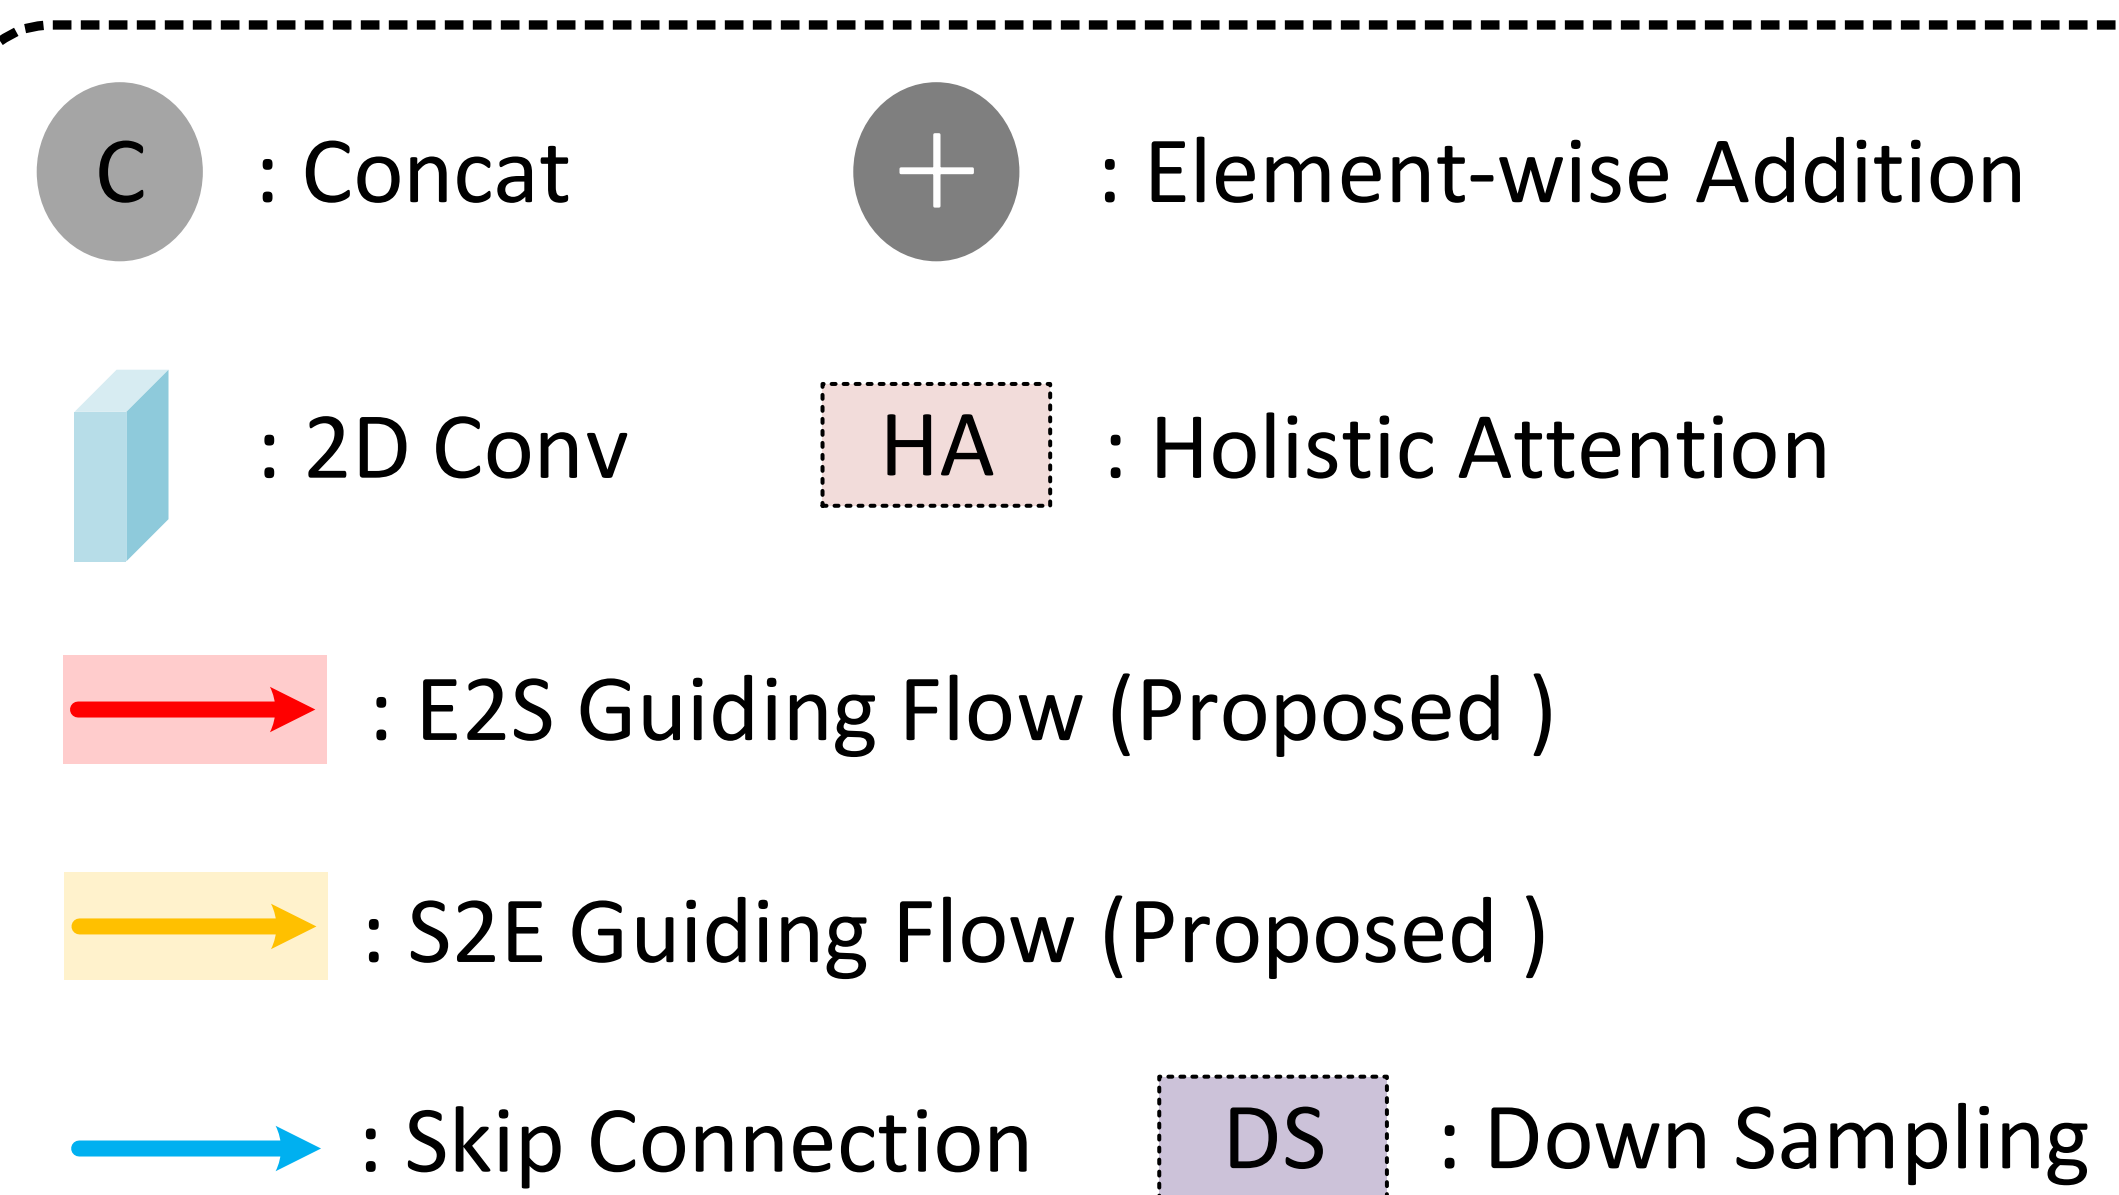 C : Concat + : Element-wise Addition
: 2D Conv HA : Holistic Attention
: E2S Guiding Flow (Proposed )
: S2E Guiding Flow (Proposed )
: Skip Connection DS : Down Sampling